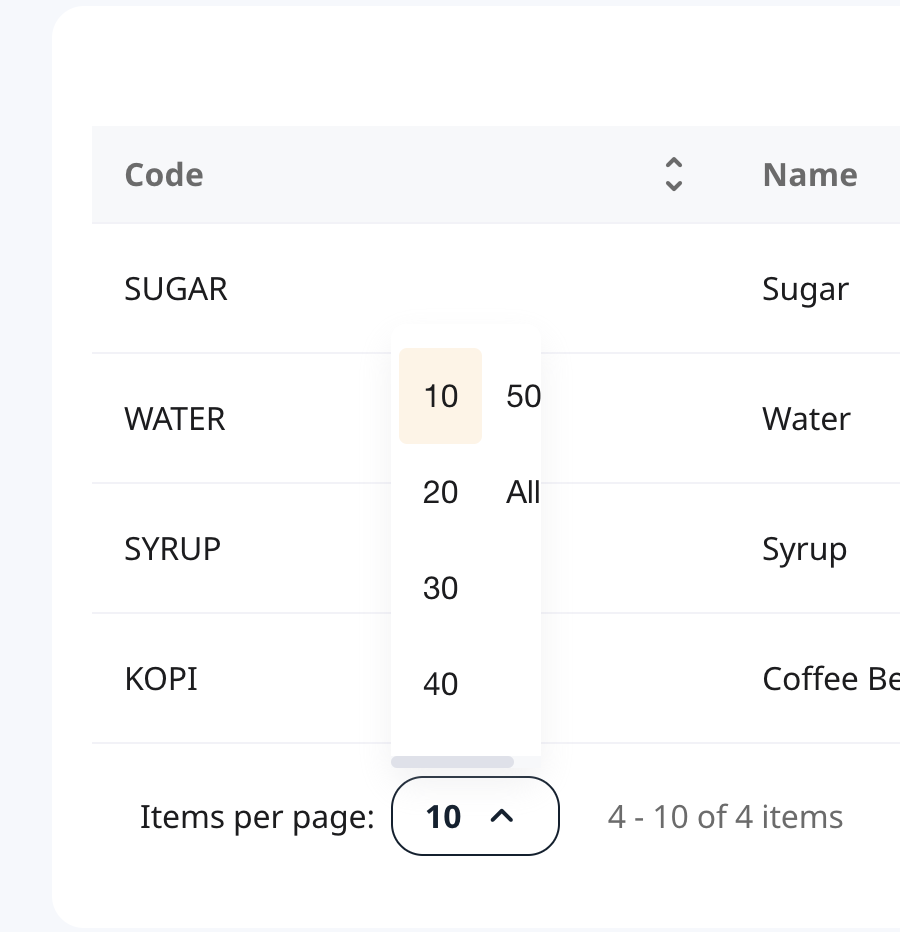 Code Name
SUGAR Sugar
10 50
WATER Water
20 All
SYRUP Syrup
30
KOPI Coffee Be
40
Items per page: 10 4 - 10 of 4 items